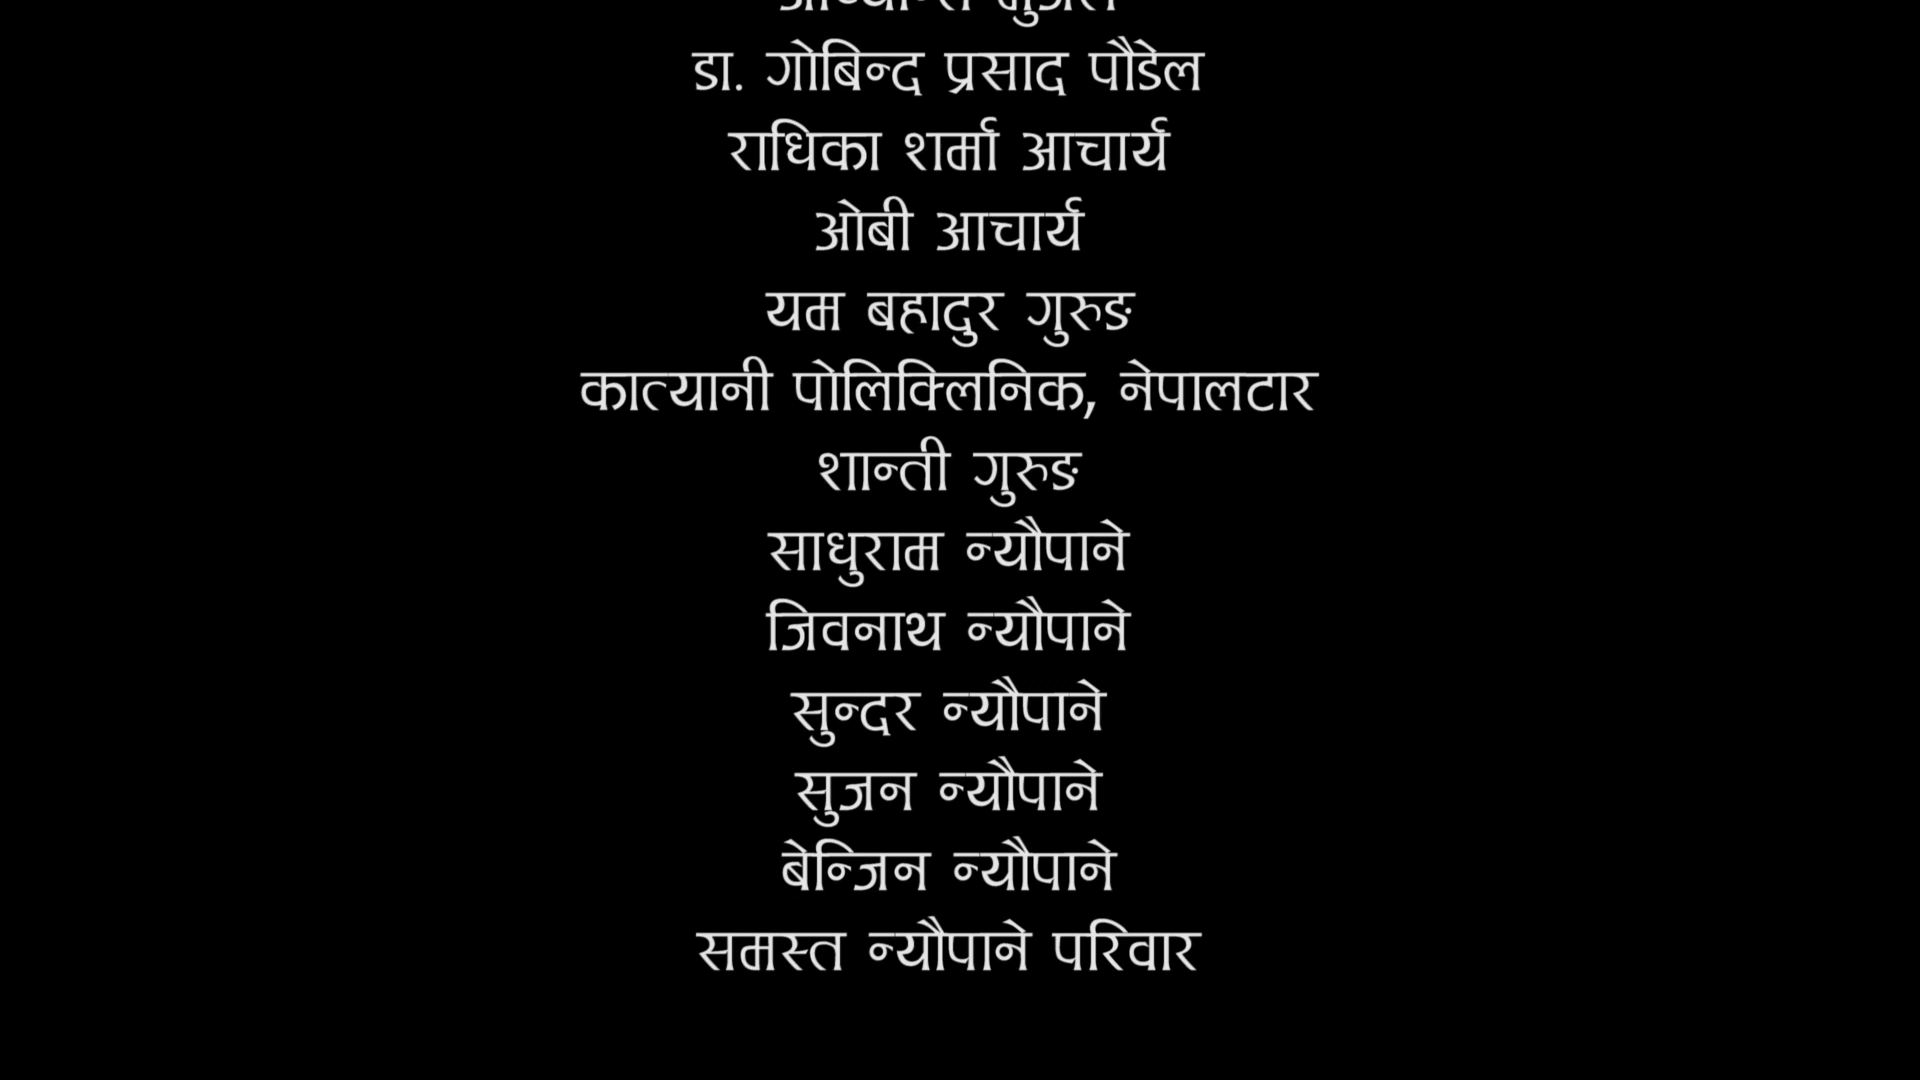 डा. गोबिन्द प्रसाद पौडेल
राधिका शर्मा आचार्य
ओबी आचार्य
यम बहादुर गुरुङ
कात्यानी पोलिक्लिनिक, नेपालटार
शान्ती गुरुङ
साधुराम न्यौपाने
जिवनाथ न्यौपाने
सुन्दर न्यौपाने
सुजन न्यौपाने
बेन्जिन न्यौपाने
समस्त न्यौपाने परिवार